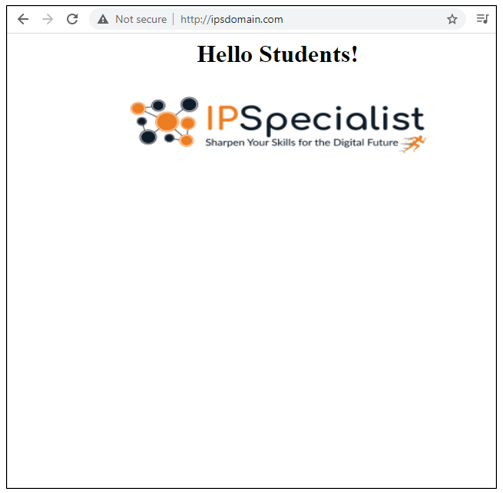 Not secure | http://ipsdomain.com
Hello Students!
IPSpecialist
Sharpen Your Skills for the Digital Future